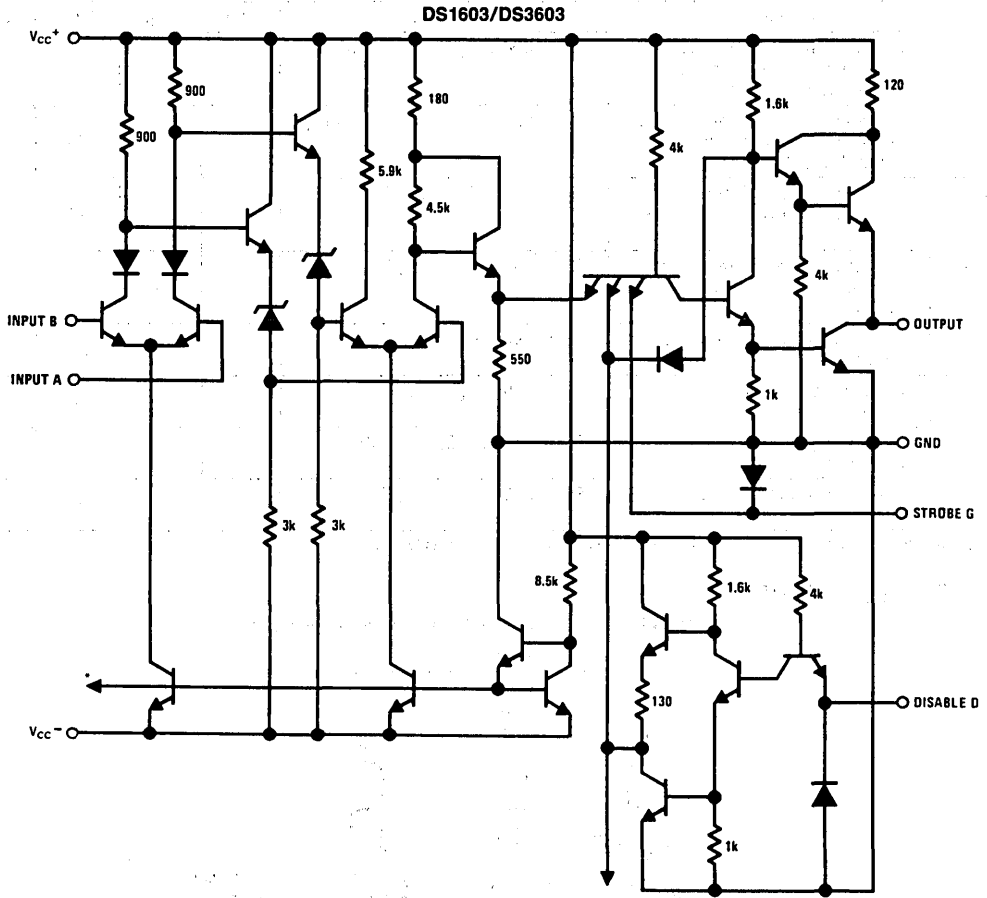 DS1603/DS3603
VCC+
900
900
180
1.6k
120
4k
5.9k
4.5k
4k
INPUT B
OUTPUT
INPUT A
550
1k
GND
STROBE G
3k
3k
8.5k
1.6k
4k
*
130
DISABLE D
VCC−
1k